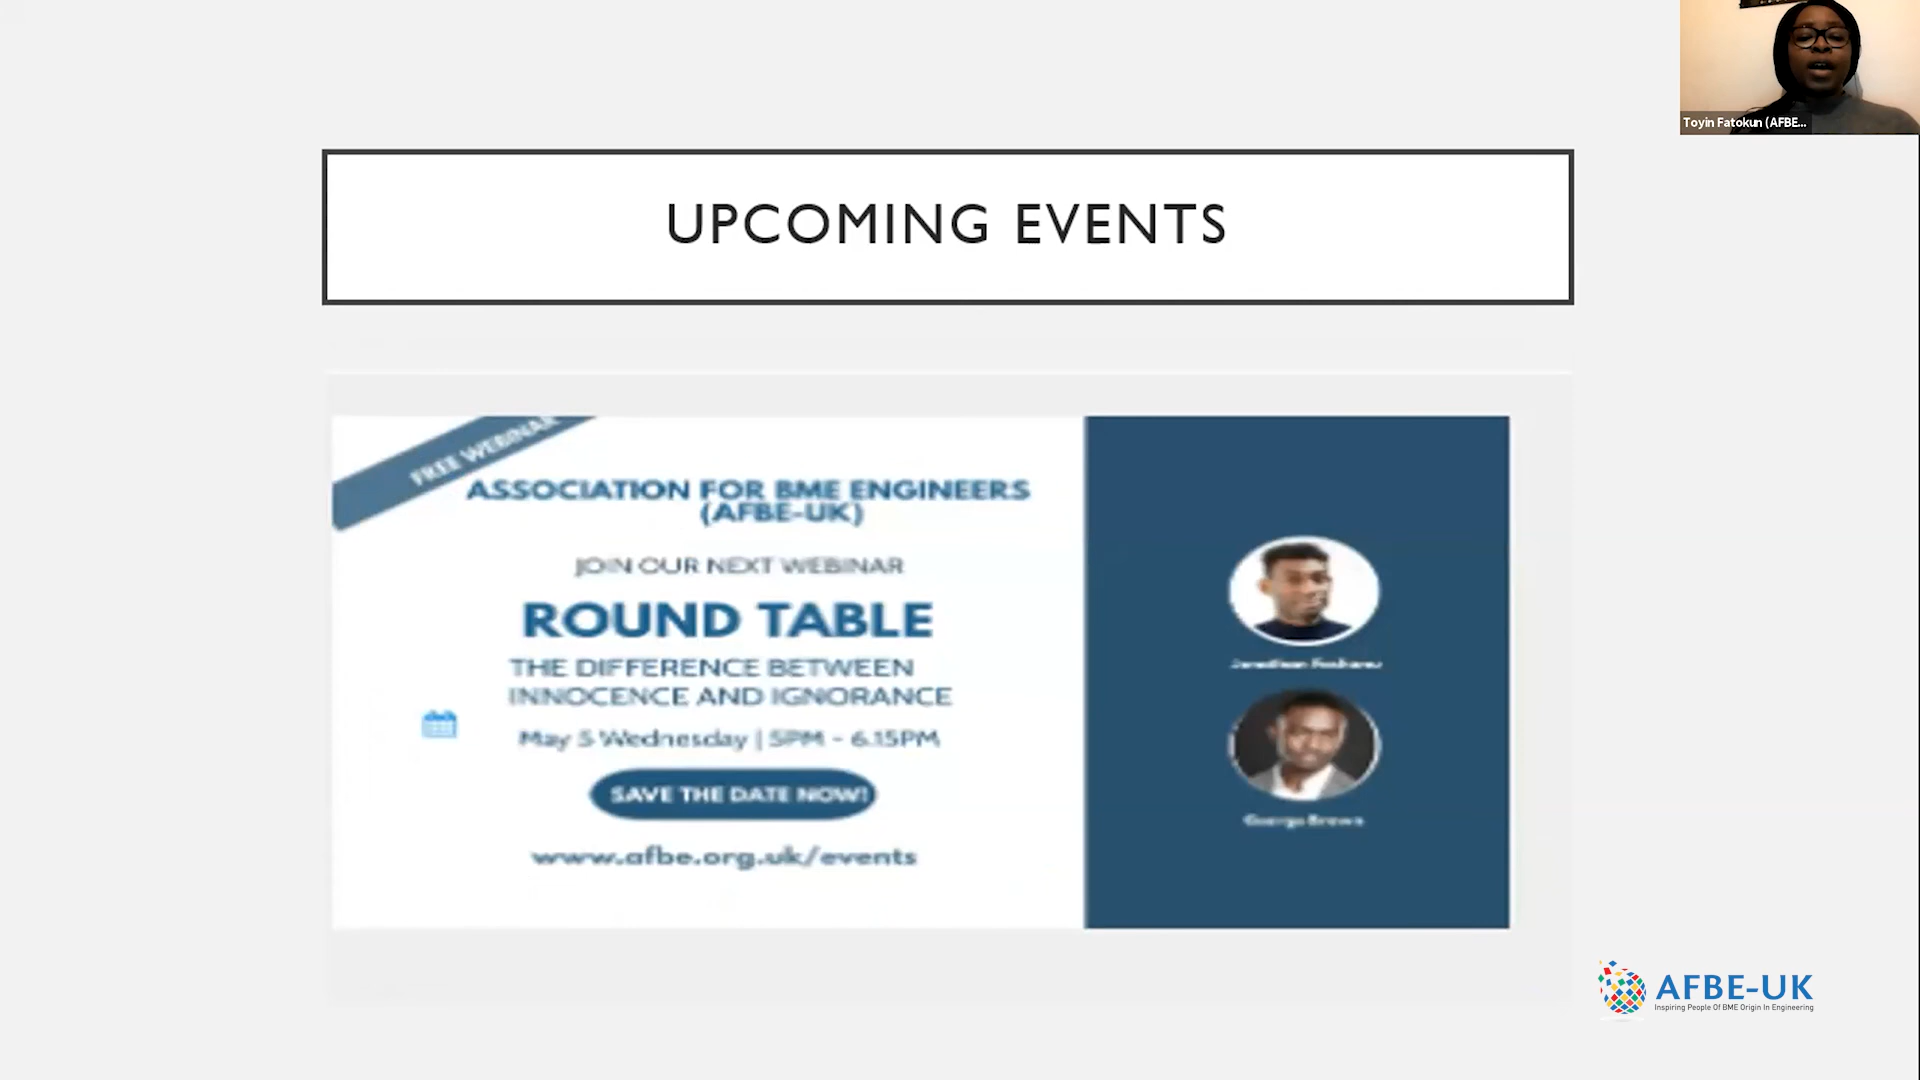 Toyin Fatokun (AFBE...
UPCOMING EVENTS
FREE WEBINAR
ASSOCIATION FOR BME ENGINEERS
(AFBE-UK)
JOIN OUR NEXT WEBINAR
ROUND TABLE
THE DIFFERENCE BETWEEN
INNOCENCE AND IGNORANCE
May 5 Wednesday | 5PM - 6.15PM
SAVE THE DATE NOW!
www.afbe.org.uk/events
George Brown
AFBE-UK
Inspiring People Of BME Origin In Engineering